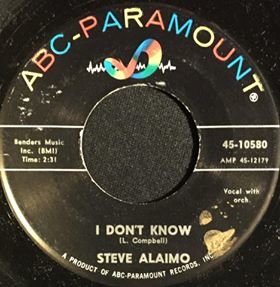 ABC-PARAMOUNT®
Benders Music
Inc. (BMI)
Time: 2:31
45-10580
AMP 45-12179
Vocal with
orch.
I DON'T KNOW
(L. Campbell)
STEVE ALAIMO
A PRODUCT OF ABC-PARAMOUNT RECORDS, INC